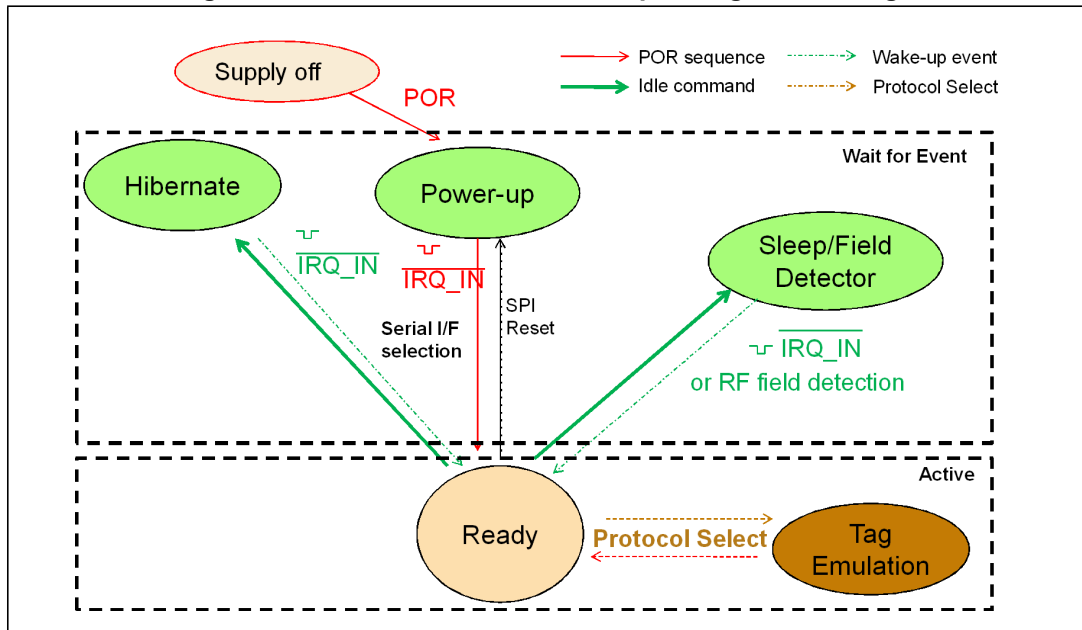 Supply off
POR
POR sequence
Idle command
Wake-up event
Protocol Select
Wait for Event
Hibernate
Power-up
Sleep/Field
Detector
IRQ_IN
IRQ_IN
Serial I/F
selection
SPI
Reset
IRQ_IN
or RF field detection
Active
Ready
Protocol Select
Tag
Emulation